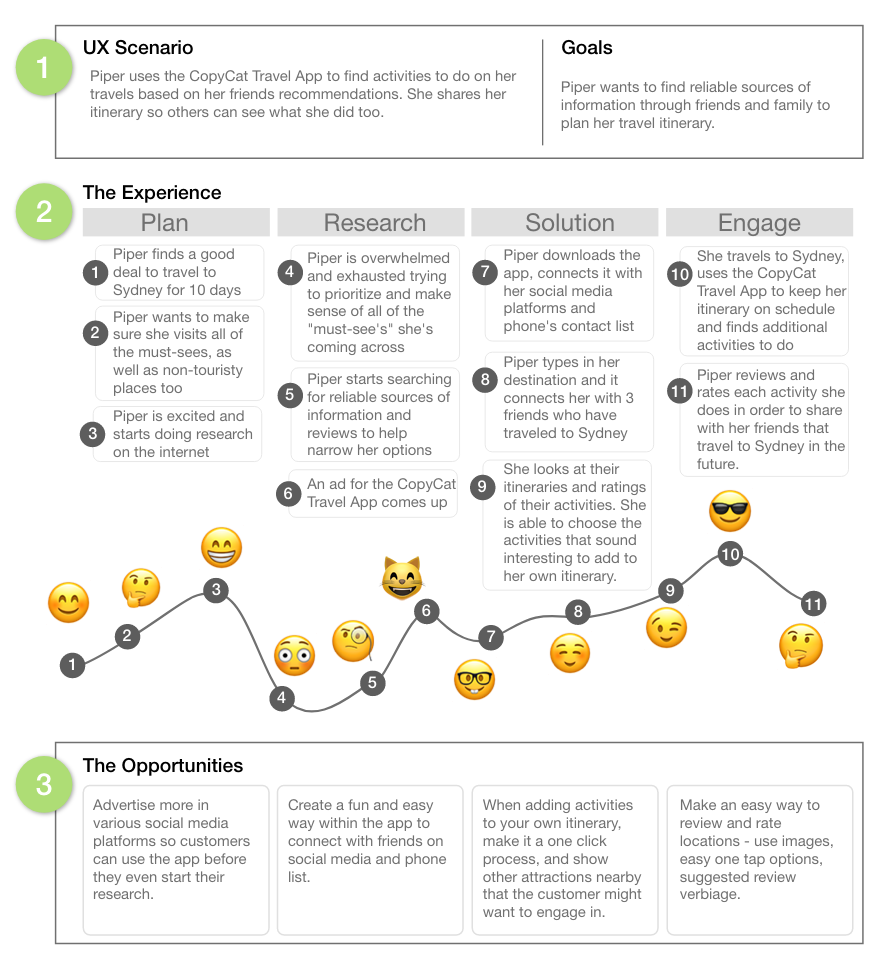 1
UX Scenario
Piper uses the CopyCat Travel App to find activities to do on her
travels based on her friends recommendations. She shares her
itinerary so others can see what she did too.
Goals
Piper wants to find reliable sources of
information through friends and family to
plan her travel itinerary.
2
The Experience
Plan
1
Piper finds a good
deal to travel to
Sydney for 10 days
2
Piper wants to make
sure she visits all of
the must-sees, as
well as non-touristy
places too
3
Piper is excited and
starts doing research
on the internet
Research
4
Piper is overwhelmed
and exhausted trying
to prioritize and make
sense of all of the
"must-see's" she's
coming across
5
Piper starts searching
for reliable sources of
information and
reviews to help
narrow her options
6
An ad for the CopyCat
Travel App comes up
Solution
7
Piper downloads the
app, connects it with
her social media
platforms and
phone's contact list
8
Piper types in her
destination and it
connects her with 3
friends who have
traveled to Sydney
9
She looks at their
itineraries and ratings
of their activities. She
is able to choose the
activities that sound
interesting to add to
her own itinerary.
Engage
10
She travels to Sydney,
uses the CopyCat
Travel App to keep her
itinerary on schedule
and finds additional
activities to do
11
Piper reviews and
rates each activity she
does in order to share
with her friends that
travel to Sydney in the
future.
1
2
3
4
5
6
7
8
9
10
11
3
The Opportunities
Advertise more in
various social media
platforms so customers
can use the app before
they even start their
research.
Create a fun and easy
way within the app to
connect with friends on
social media and phone
list.
When adding activities
to your own itinerary,
make it a one click
process, and show
other attractions nearby
that the customer might
want to engage in.
Make an easy way to
review and rate
locations - use images,
easy one tap options,
suggested review
verbiage.